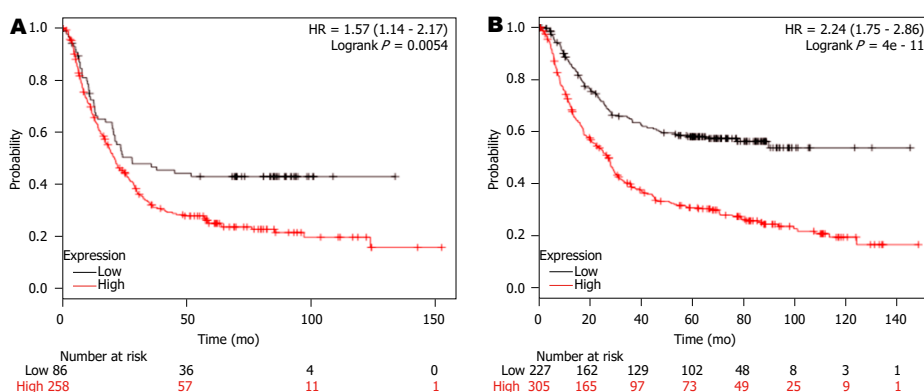 A
HR = 1.57 (1.14 - 2.17)
Logrank P = 0.0054
1.0
0.8
0.6
0.4
0.2
0.0
Probability
Expression
Low
High
0 50 100 150
Time (mo)
Number at risk
Low 86 36 4 0
High 258 57 11 1
B
HR = 2.24 (1.75 - 2.86)
Logrank P = 4e - 11
1.0
0.8
0.6
0.4
0.2
0.0
Probability
Expression
Low
High
0 20 40 60 80 100 120 140
Time (mo)
Number at risk
Low 227 162 129 102 48 8 3 1
High 305 165 97 73 49 25 9 1